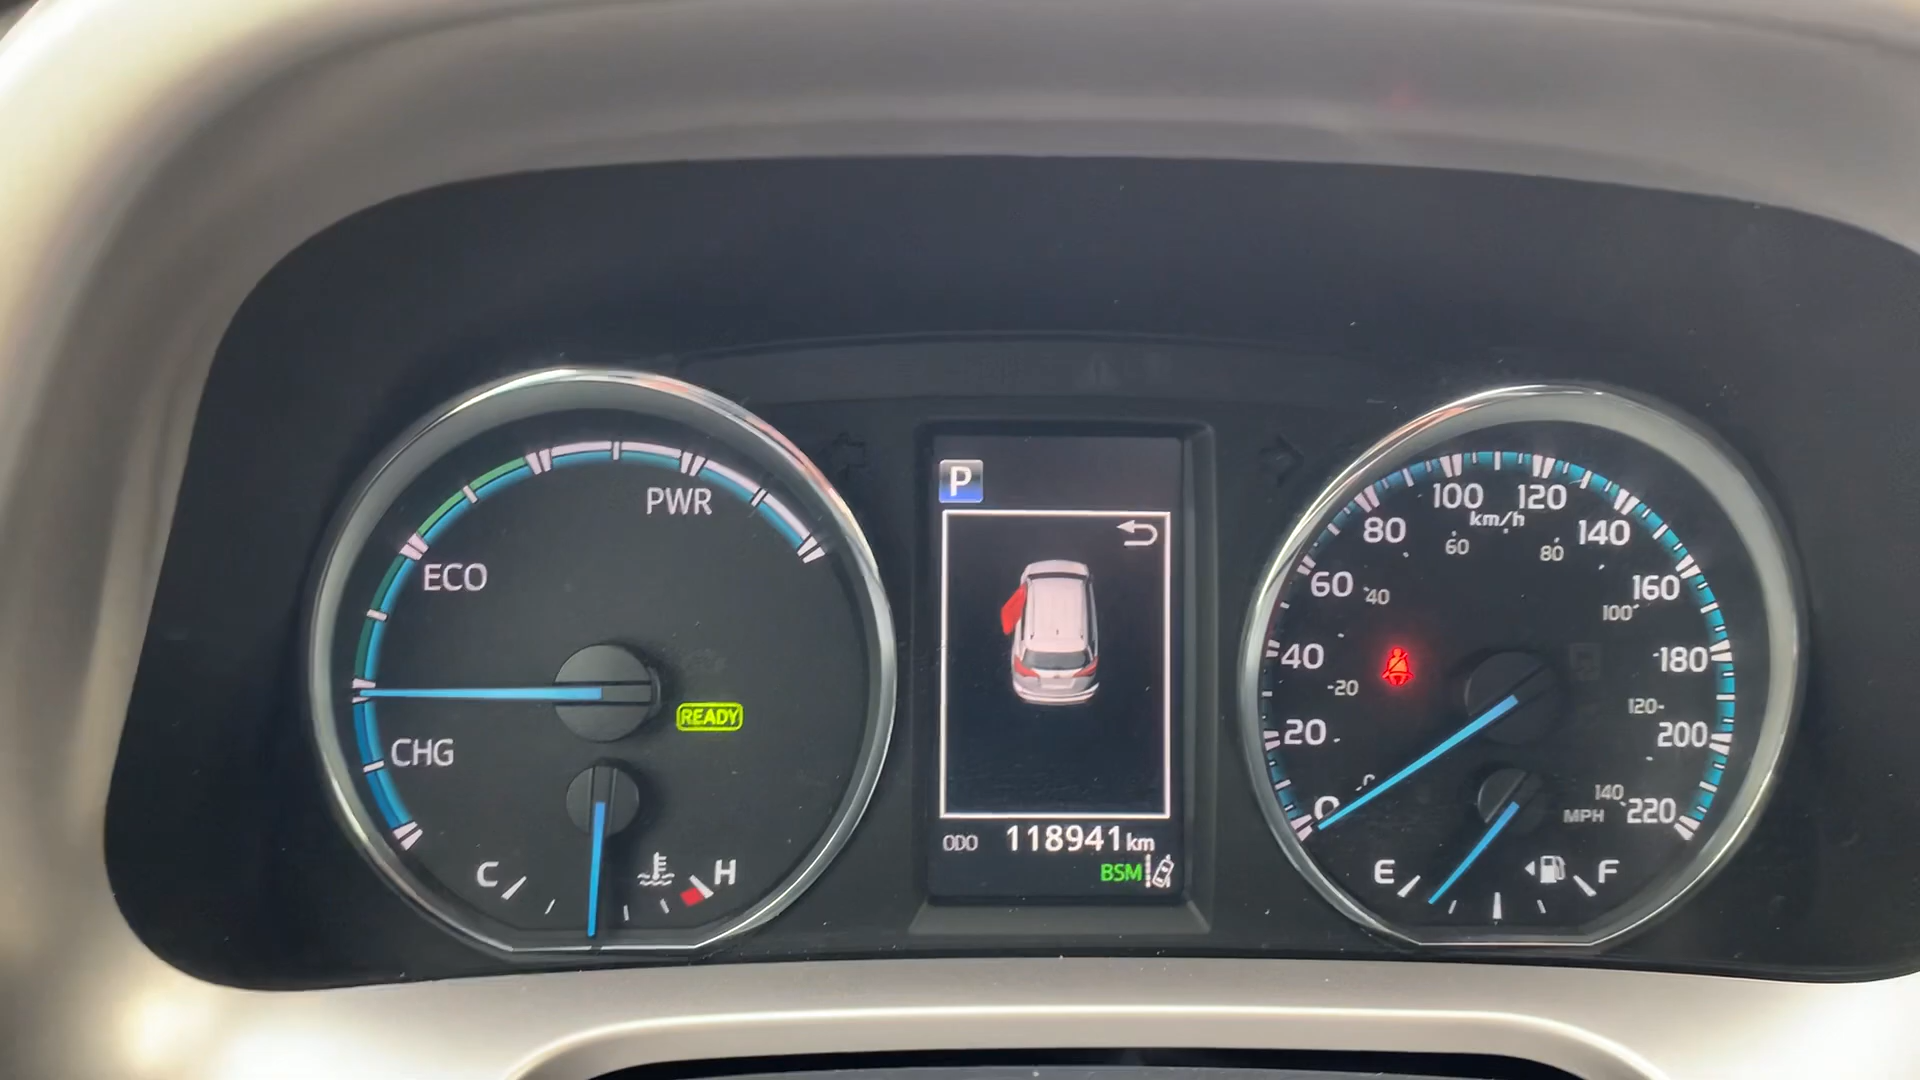 PWR
ECO
READY
CHG
C
H
P
ODO 118941 km
BSM
100 120
80 km/h 140
60 80
60 40 160
100
40 180
20
120
20 200
0
140
MPH 220
E F